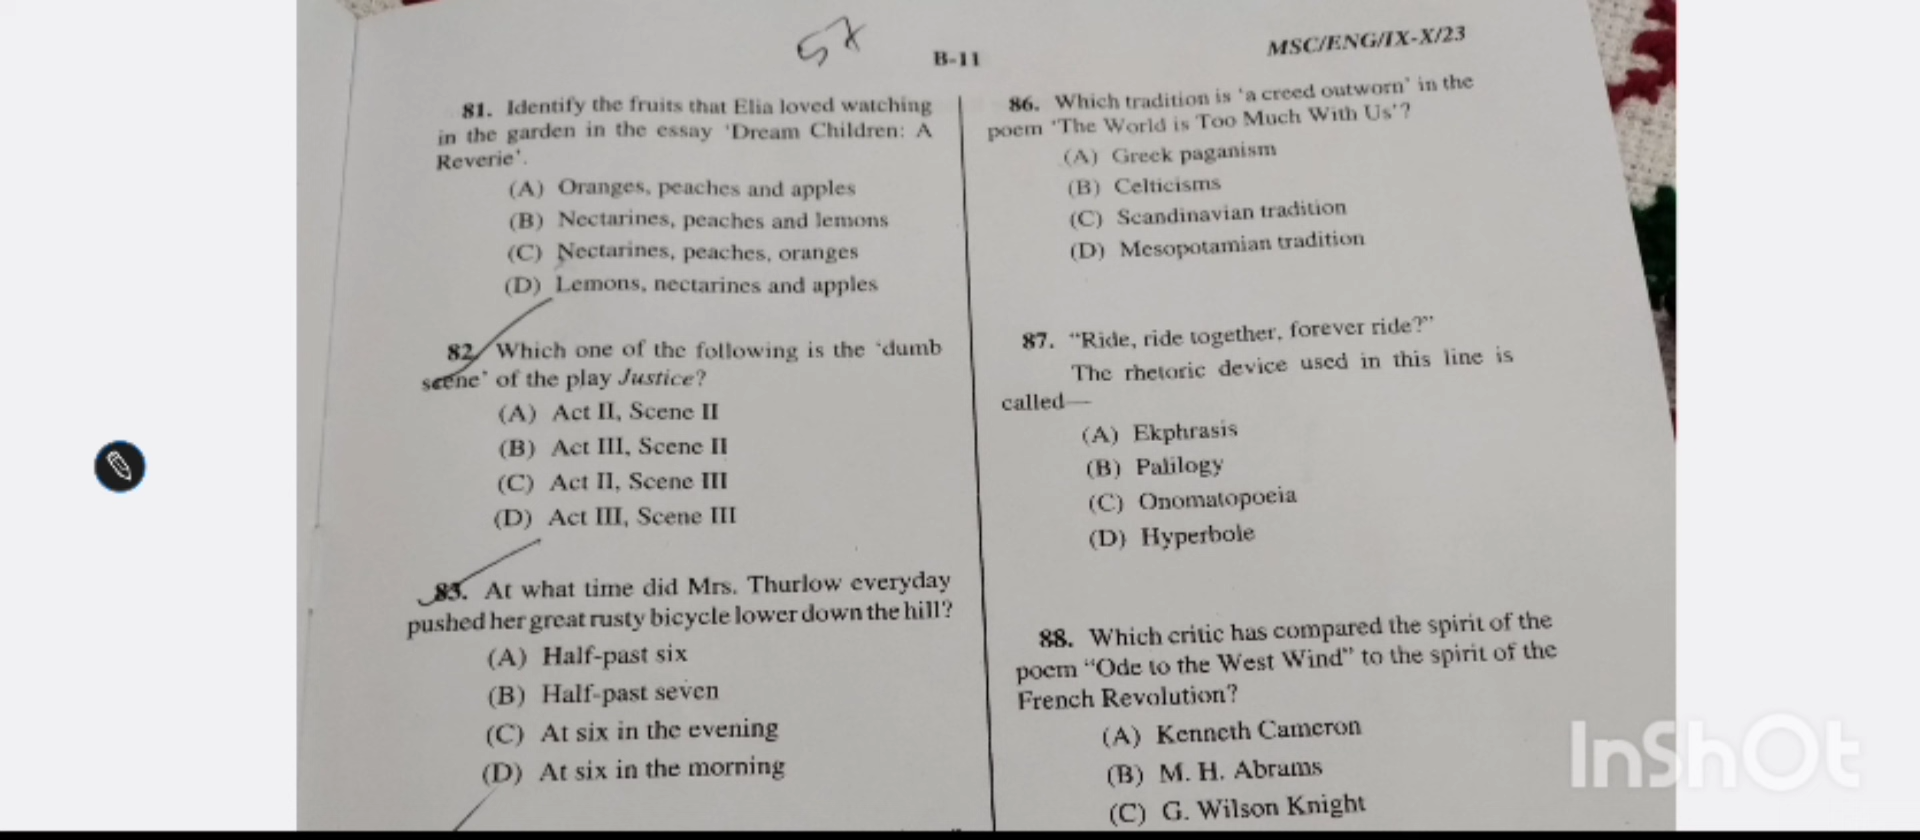 5x
B-11
MSC/ENG/IX-X/23
81. Identify the fruits that Elia loved watching
in the garden in the essay 'Dream Children: A
Reverie'.
(A) Oranges, peaches and apples
(B) Nectarines, peaches and lemons
(C) Nectarines, peaches, oranges
(D) Lemons, nectarines and apples
82. Which one of the following is the 'dumb
scene' of the play Justice?
(A) Act II, Scene II
(B) Act III, Scene II
(C) Act II, Scene III
(D) Act III, Scene III
83. At what time did Mrs. Thurlow everyday
pushed her great rusty bicycle lower down the hill?
(A) Half-past six
(B) Half-past seven
(C) At six in the evening
(D) At six in the morning
86. Which tradition is 'a creed outworn' in the
poem 'The World is Too Much With Us'?
(A) Greek paganism
(B) Celticisms
(C) Scandinavian tradition
(D) Mesopotamian tradition
87. "Ride, ride together, forever ride?"
The rhetoric device used in this line is
called—
(A) Ekphrasis
(B) Palilogy
(C) Onomatopoeia
(D) Hyperbole
88. Which critic has compared the spirit of the
poem "Ode to the West Wind" to the spirit of the
French Revolution?
(A) Kenneth Cameron
(B) M. H. Abrams
(C) G. Wilson Knight
InShOt